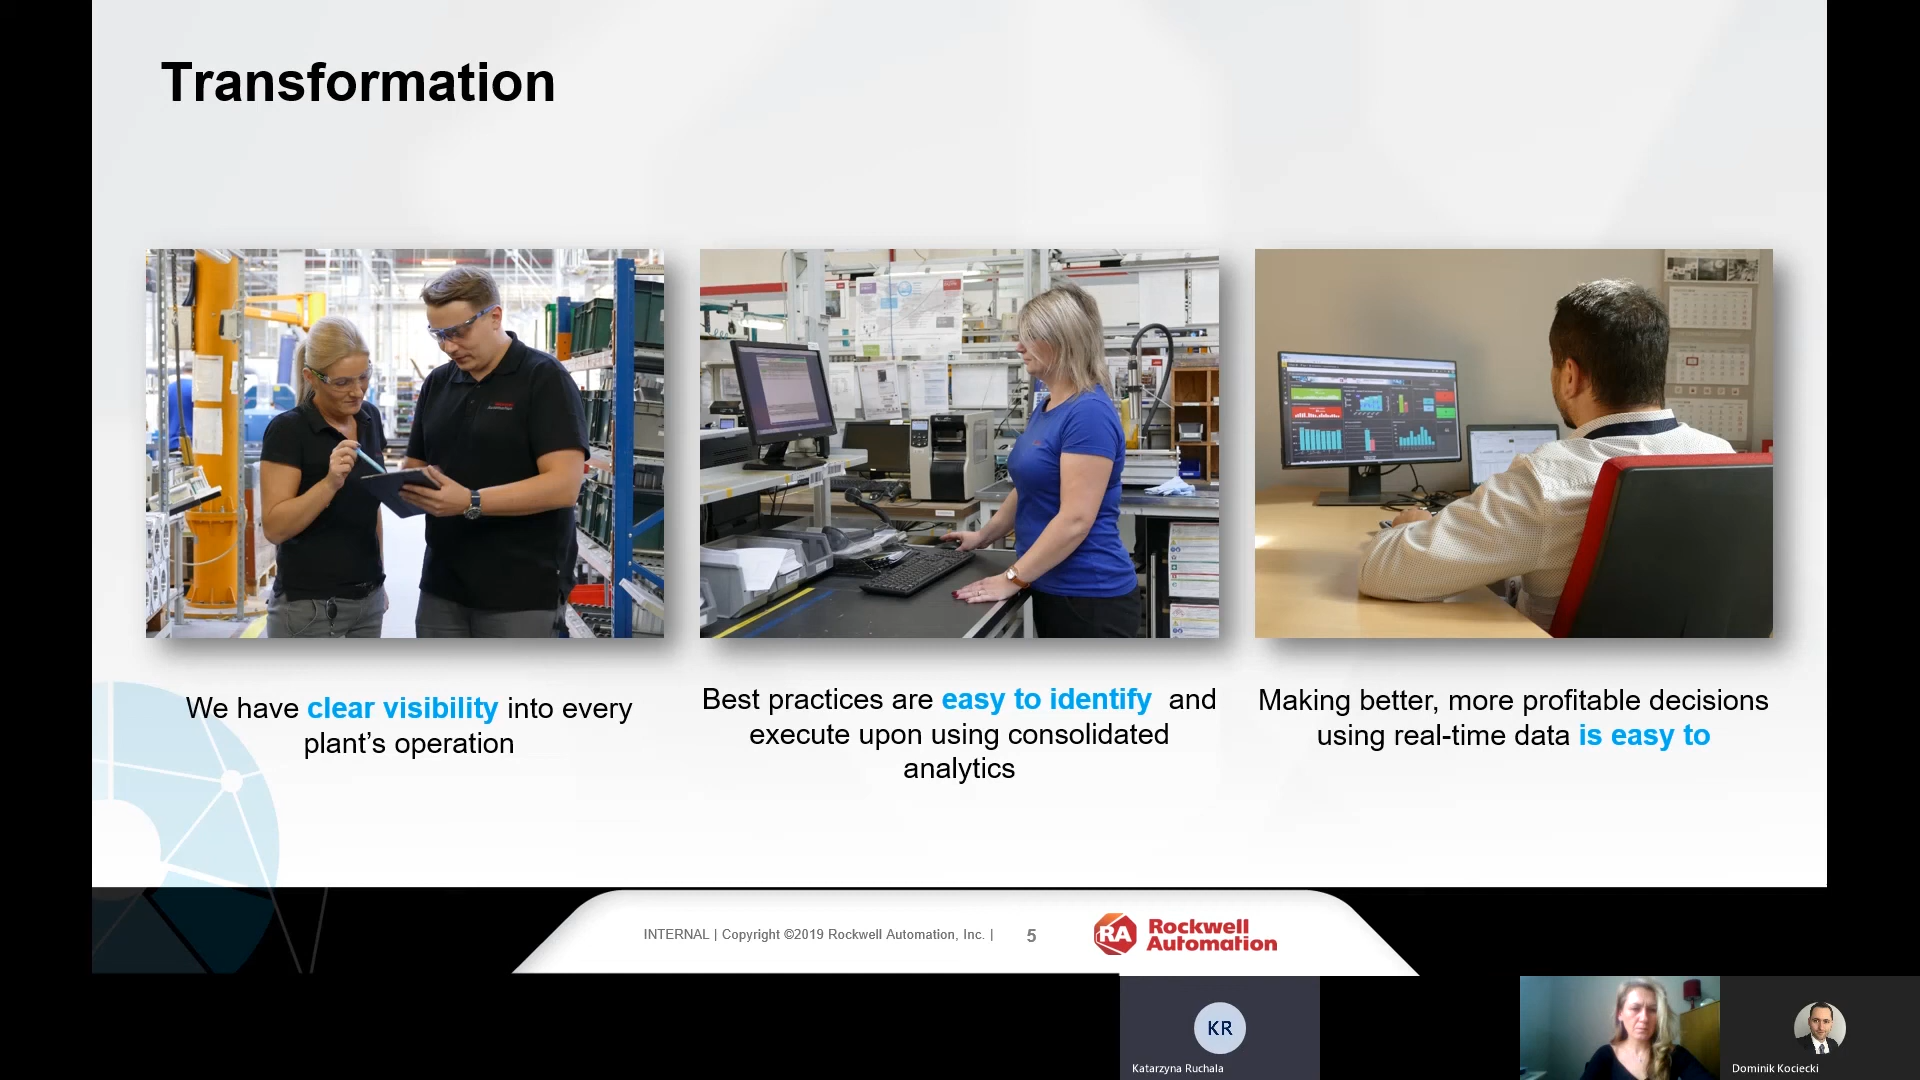 Transformation
We have clear visibility into every
plant's operation
Best practices are easy to identify and
execute upon using consolidated
analytics
Making better, more profitable decisions
using real-time data is easy to
INTERNAL | Copyright ©2019 Rockwell Automation, Inc. |
5
RA Rockwell
Automation
KR
Katarzyna Ruchala
Dominik Kociecki